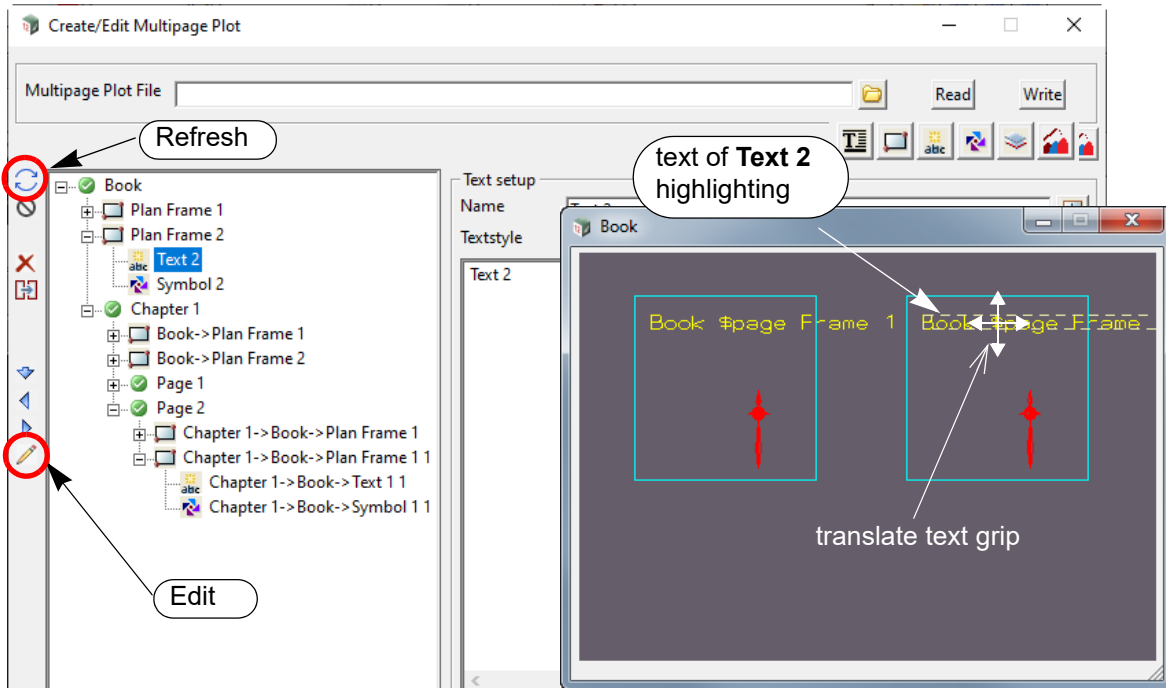 Create/Edit Multipage Plot
Multipage Plot File
Read
Write
Refresh
text of Text 2
highlighting
Book
Plan Frame 1
Plan Frame 2
Text 2
Symbol 2
Chapter 1
Book->Plan Frame 1
Book->Plan Frame 2
Page 1
Page 2
Chapter 1->Book->Plan Frame 1
Chapter 1->Book->Plan Frame 1 1
Chapter 1->Book->Text 1 1
Chapter 1->Book->Symbol 1 1
Edit
Text setup
Name
Textstyle
Text 2
Book
Book $page Frame 1
Book $page Frame
translate text grip